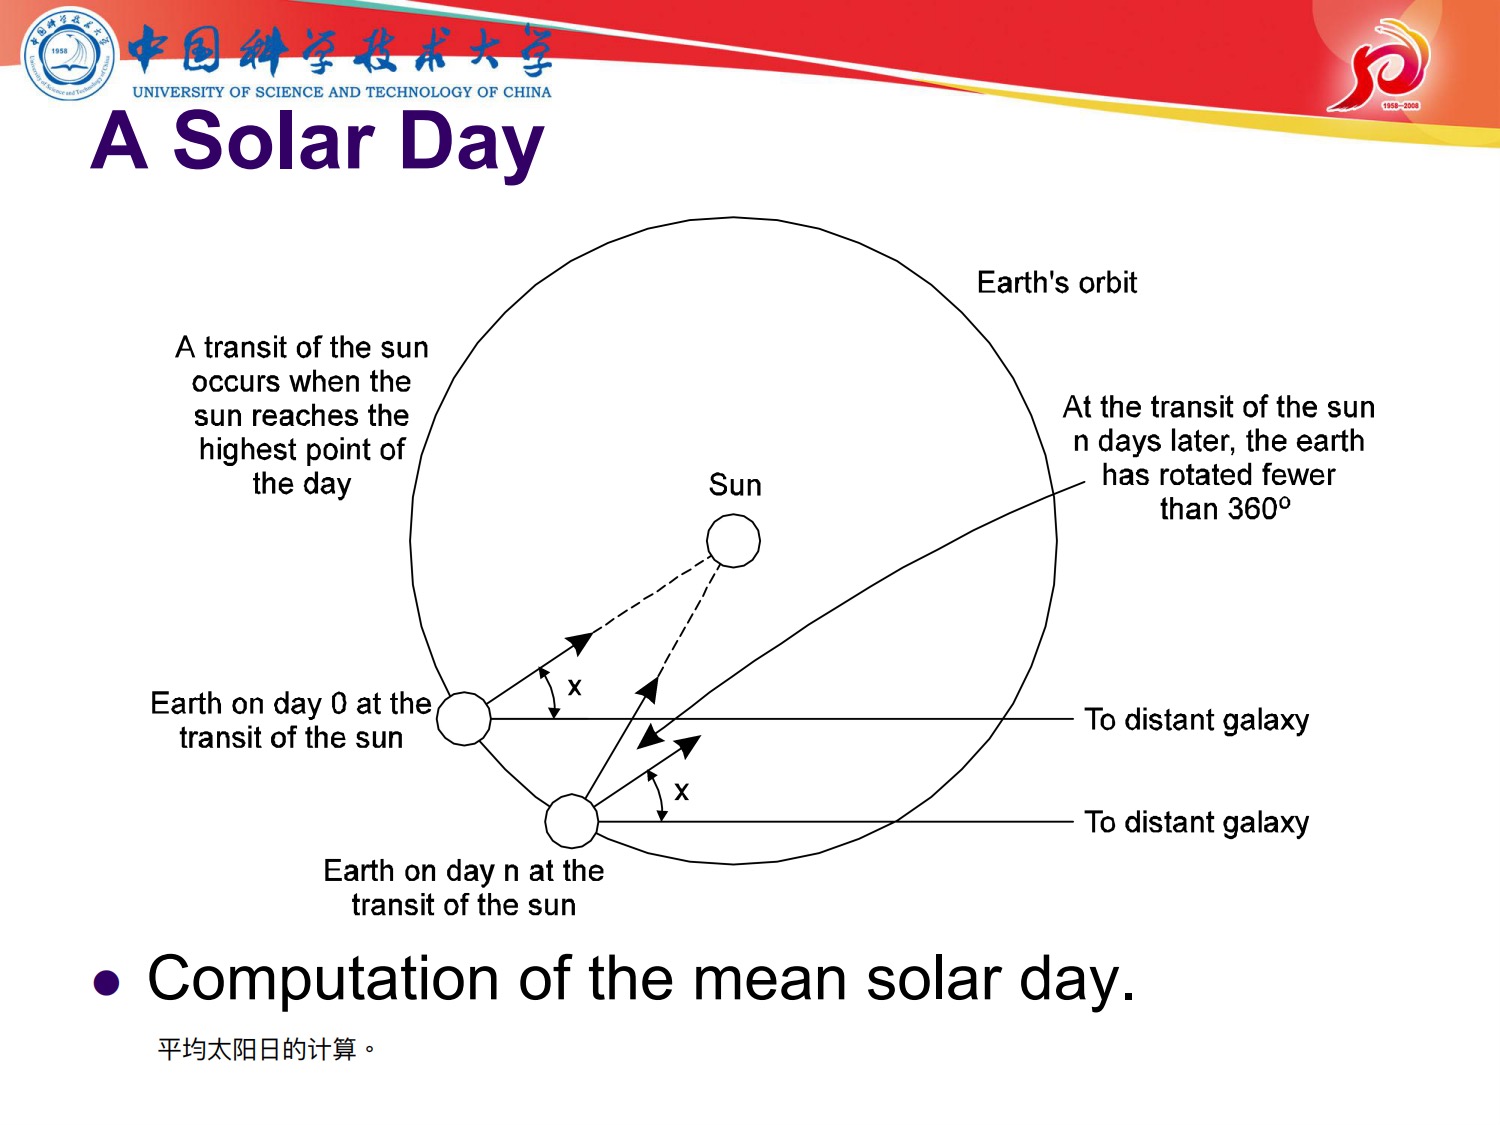 中国科学技术大学
1958
UNIVERSITY OF SCIENCE AND TECHNOLOGY OF CHINA
1958-2008
A Solar Day
Earth's orbit
A transit of the sun
occurs when the
sun reaches the
highest point of
the day
At the transit of the sun
n days later, the earth
has rotated fewer
than 360º
Sun
x
Earth on day 0 at the
transit of the sun
To distant galaxy
x
To distant galaxy
Earth on day n at the
transit of the sun
● Computation of the mean solar day.
平均太阳日的计算。